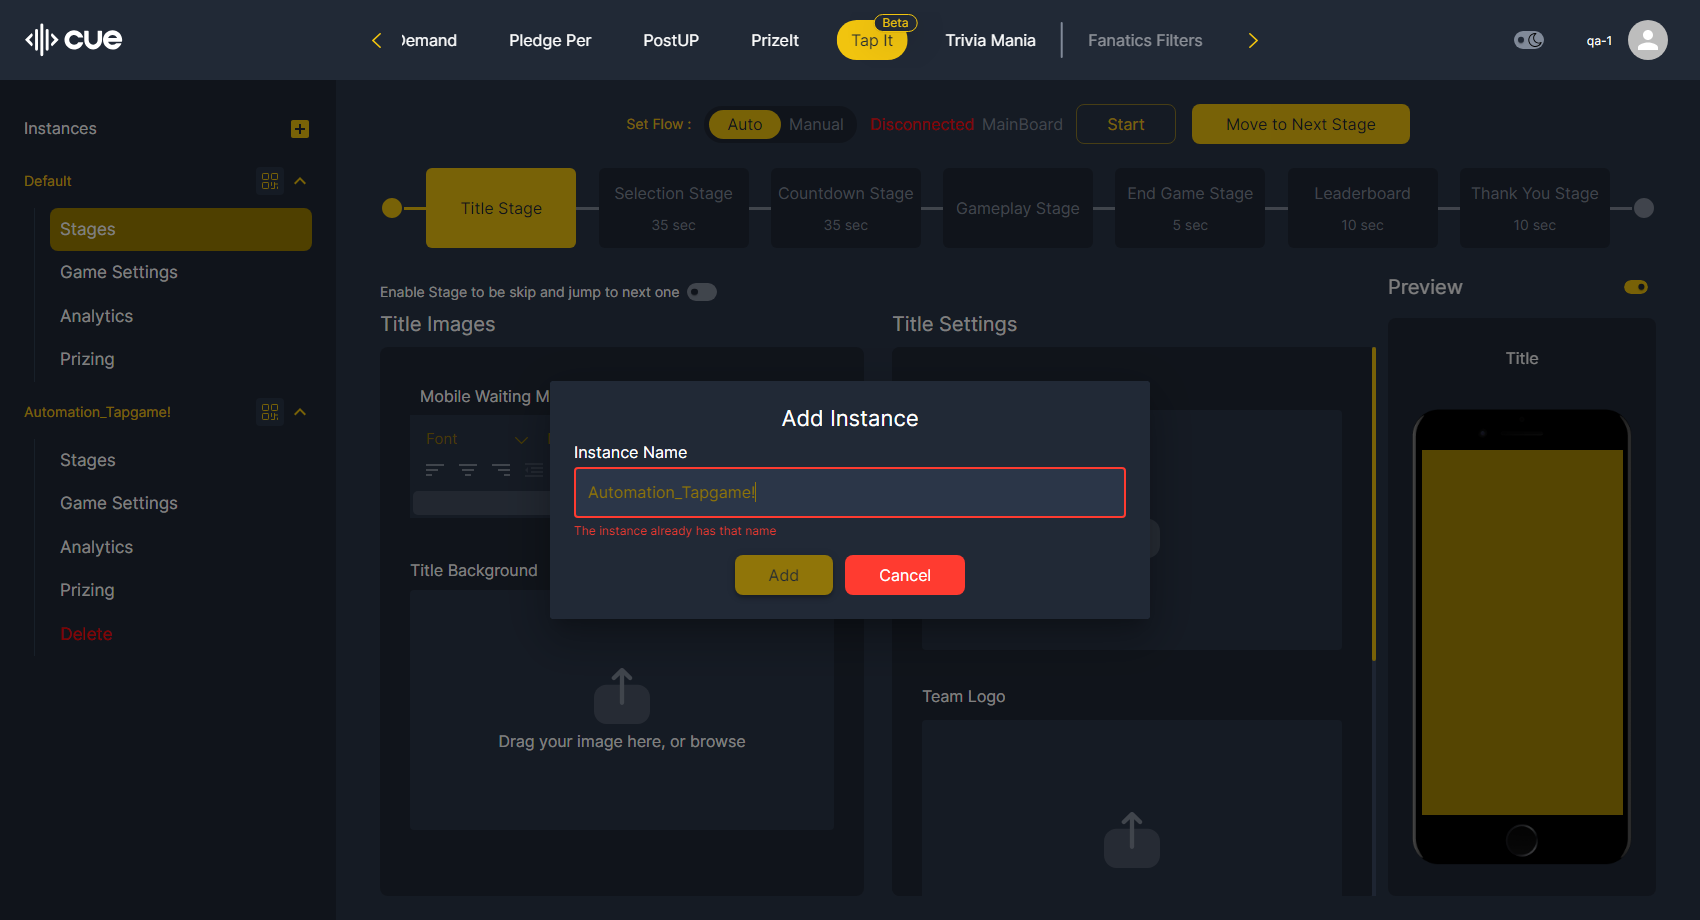 cue
Demand
Pledge Per
PostUP
PrizeIt
Tap It
Beta
Trivia Mania
Fanatics Filters
qa-1
Instances
Default
Stages
Game Settings
Analytics
Prizing
Automation_Tapgame!
Stages
Game Settings
Analytics
Prizing
Delete
Set Flow :
Auto
Manual
Disconnected MainBoard
Start
Move to Next Stage
Title Stage
Selection Stage
35 sec
Countdown Stage
35 sec
Gameplay Stage
End Game Stage
5 sec
Leaderboard
10 sec
Thank You Stage
10 sec
Enable Stage to be skip and jump to next one
Title Images
Mobile Waiting M
Font
Title Background
Drag your image here, or browse
Title Settings
Team Logo
Preview
Title
Add Instance
Instance Name
Automation_Tapgame!
The instance already has that name
Add
Cancel